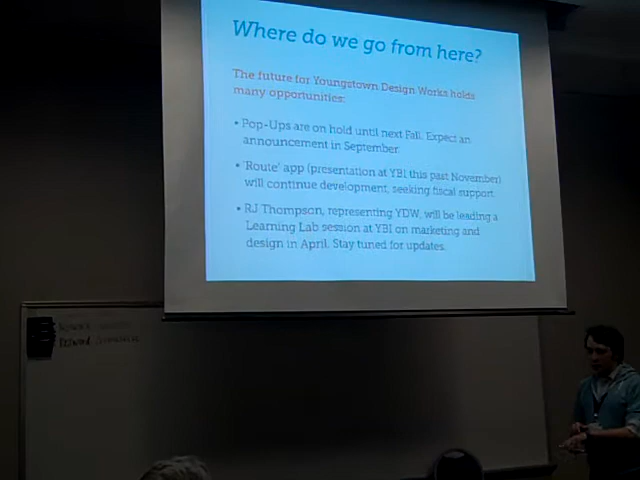 Where do we go from here?
The future for Youngstown Design Works holds
many opportunities:
• Pop-Ups are on hold until next Fall. Expect an
announcement in September.
• 'Route' app (presentation at YBI this past November)
will continue development, seeking fiscal support.
• RJ Thompson, representing YDW, will be leading a
Learning Lab session at YBI on marketing and
design in April. Stay tuned for updates.